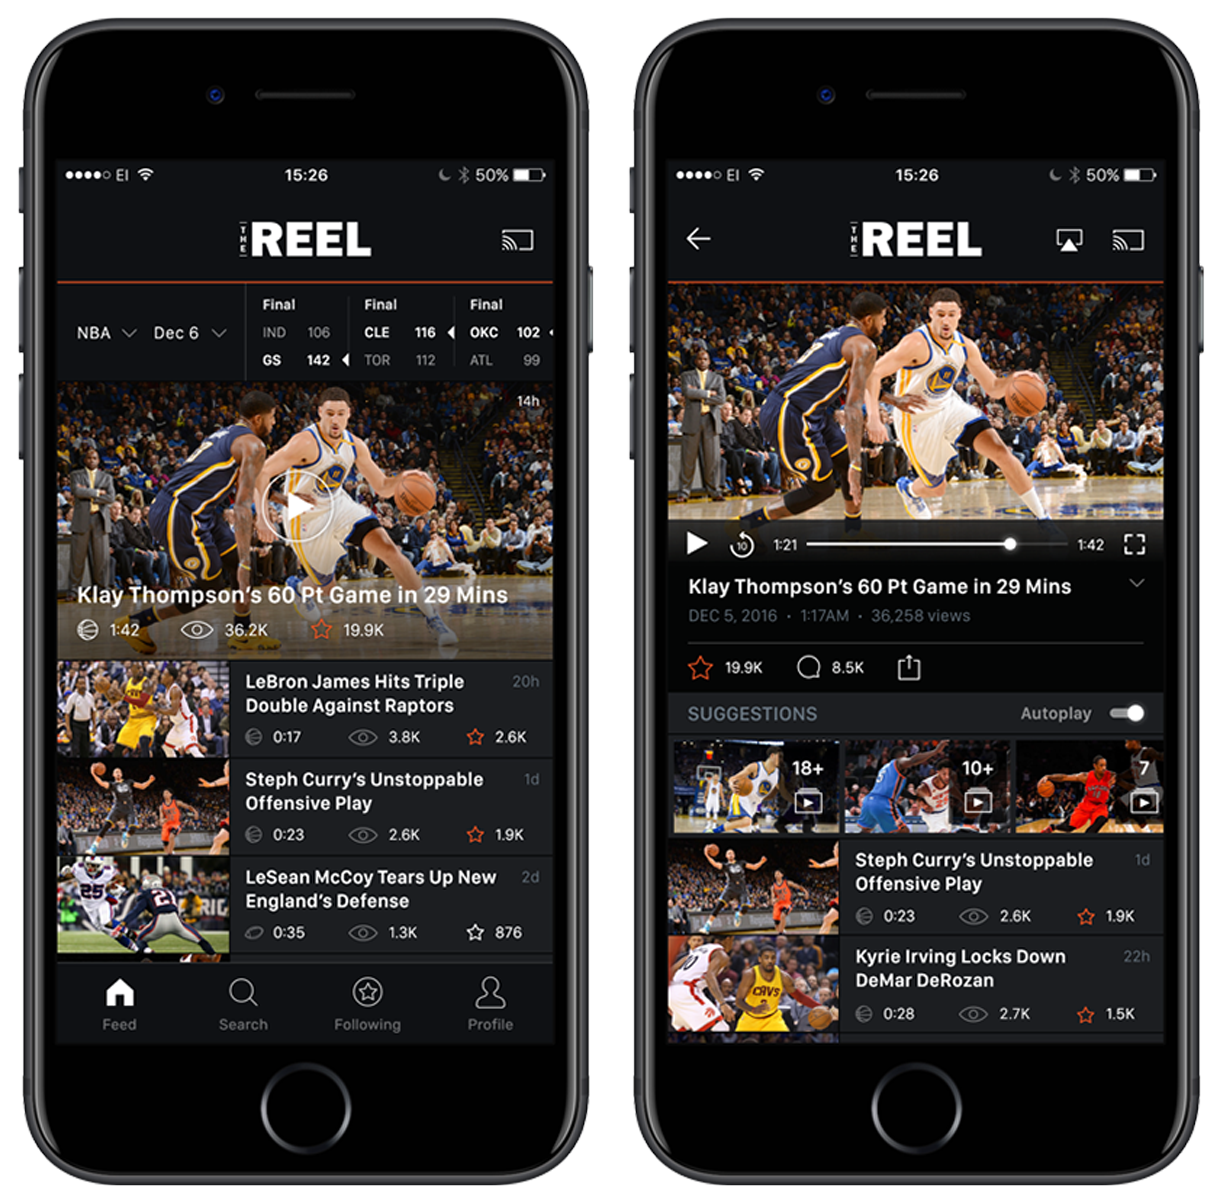 EI 15:26 50%
THE REEL
NBA Dec 6
Final Final Final
IND 106 CLE 116 OKC 102
GS 142 TOR 112 ATL 99
14h
Klay Thompson's 60 Pt Game in 29 Mins
1:42 36.2K 19.9K
LeBron James Hits Triple 20h
Double Against Raptors
0:17 3.8K 2.6K
Steph Curry's Unstoppable 1d
Offensive Play
0:23 2.6K 1.9K
LeSean McCoy Tears Up New 2d
England's Defense
0:35 1.3K 876
25
Feed Search Following Profile
EI 15:26 50%
THE REEL
10 1:21 1:42
Klay Thompson's 60 Pt Game in 29 Mins
DEC 5, 2016 · 1:17AM · 36,258 views
19.9K 8.5K
SUGGESTIONS Autoplay
18+ 10+ 7
Steph Curry's Unstoppable 1d
Offensive Play
0:23 2.6K 1.9K
Kyrie Irving Locks Down 22h
DeMar DeRozan
CAVS
0:28 2.7K 1.5K